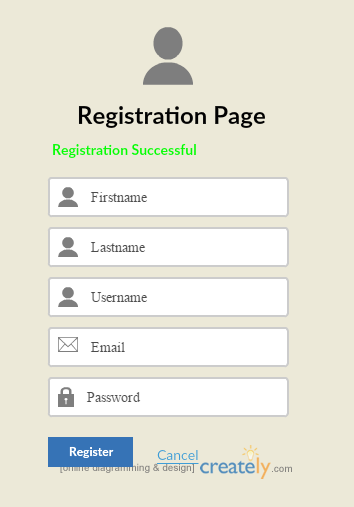 Registration Page
Registration Successful
Firstname
Lastname
Username
Email
Password
Register Cancel
[online diagramming & design] creately.com